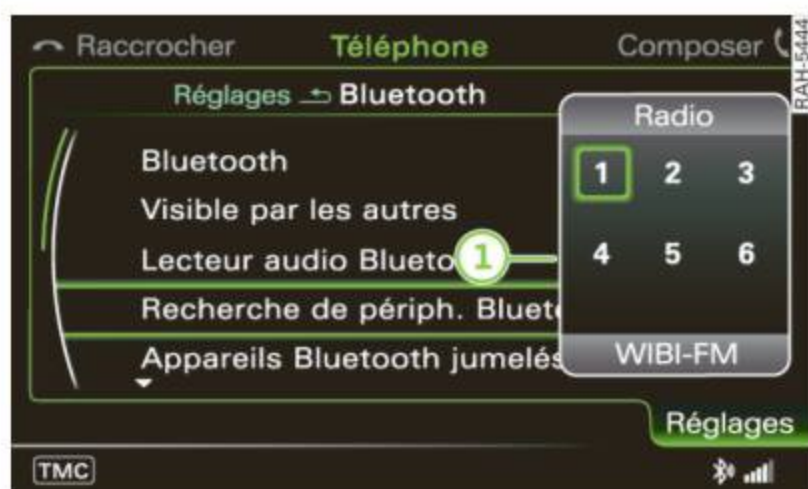 Raccrocher Téléphone Composer
RAH-5444
Réglages Bluetooth
Radio
Bluetooth
1 2 3
Visible par les autres
Lecteur audio Blueto
1
4 5 6
Recherche de périph. Bluet
Appareils Bluetooth jumelés
WIBI-FM
Réglages
TMC